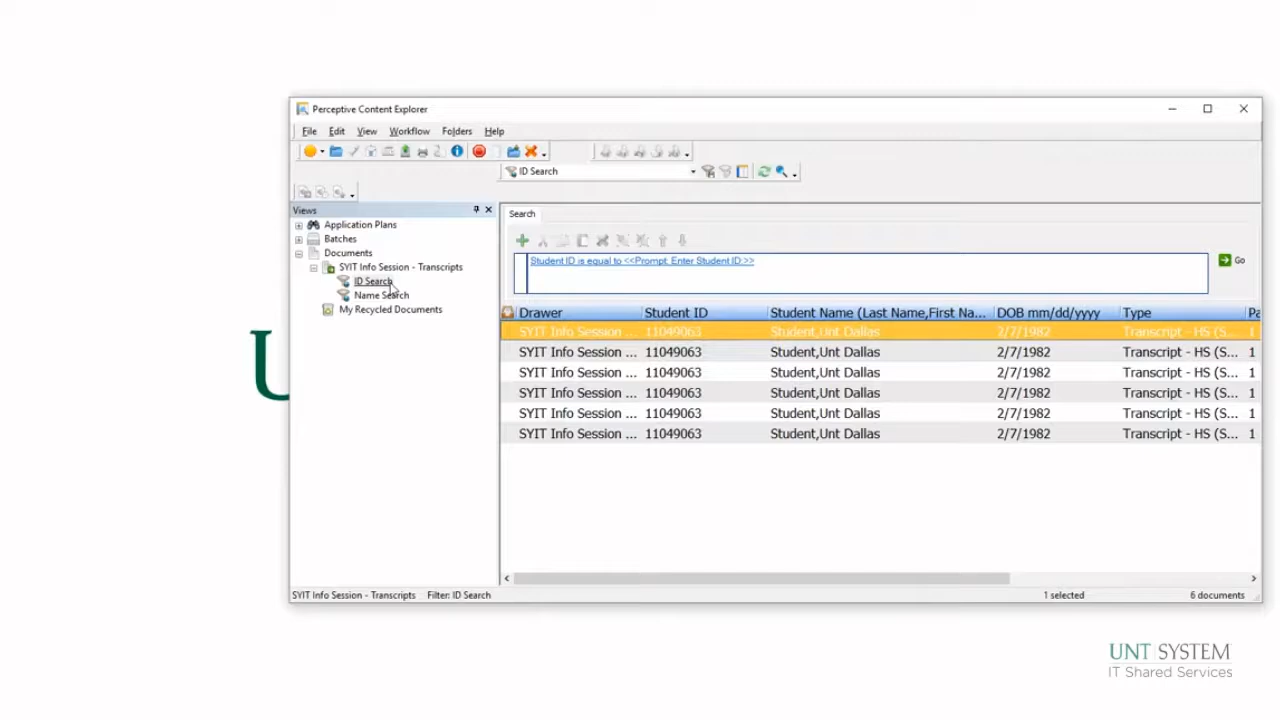 Perceptive Content Explorer
File Edit View Workflow Folders Help
ID Search
Views
Application Plans
Batches
Documents
SYIT Info Session - Transcripts
ID Search
Name Search
My Recycled Documents
Search
Student ID is equal to <<Prompt: Enter Student ID:>>
Go
Drawer Student ID Student Name (Last Name,First Na... DOB mm/dd/yyyy Type Pa
SYIT Info Session ... 11049063 Student,Unt Dallas 2/7/1982 Transcript - HS (S... 1
SYIT Info Session ... 11049063 Student,Unt Dallas 2/7/1982 Transcript - HS (S... 1
SYIT Info Session ... 11049063 Student,Unt Dallas 2/7/1982 Transcript - HS (S... 1
SYIT Info Session ... 11049063 Student,Unt Dallas 2/7/1982 Transcript - HS (S... 1
SYIT Info Session ... 11049063 Student,Unt Dallas 2/7/1982 Transcript - HS (S... 1
SYIT Info Session ... 11049063 Student,Unt Dallas 2/7/1982 Transcript - HS (S... 1
SYIT Info Session - Transcripts Filter: ID Search 1 selected 6 documents
U
UNT SYSTEM
IT Shared Services